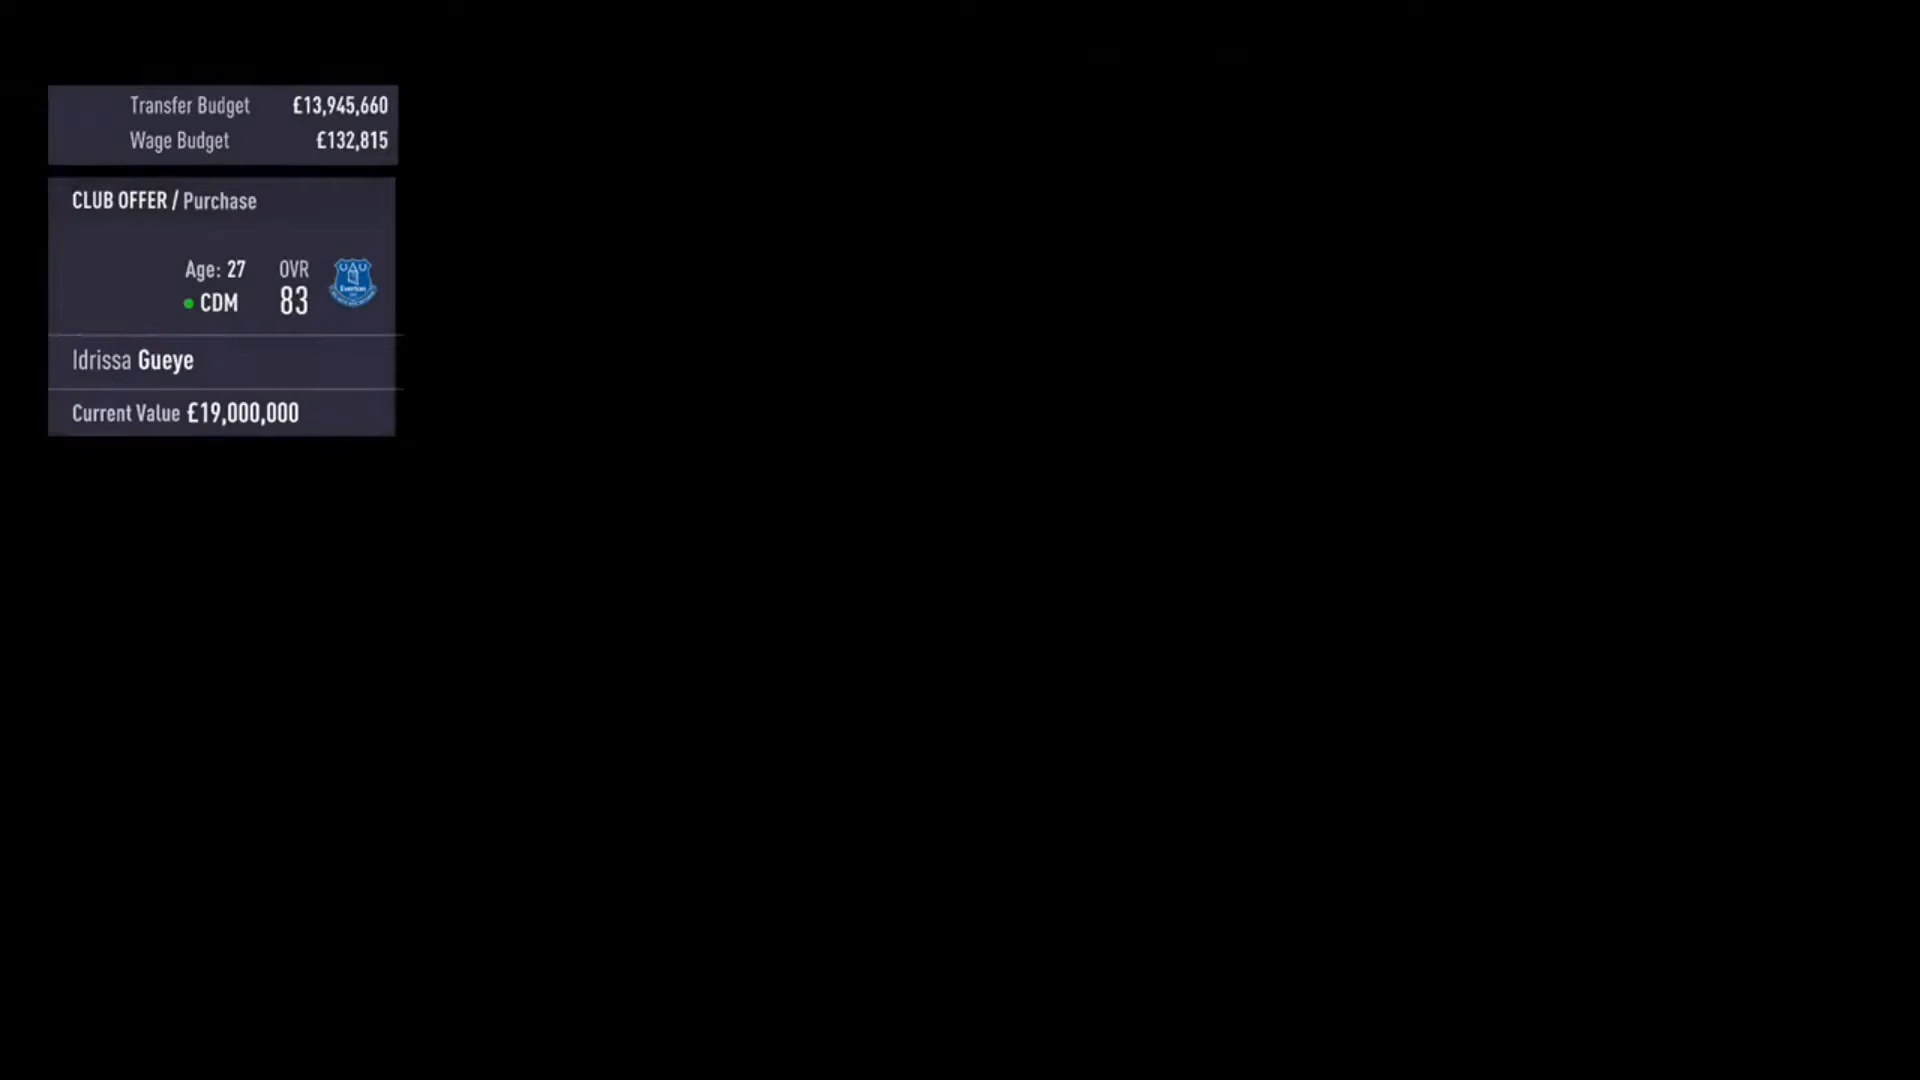 Transfer Budget £13,945,660
Wage Budget £132,815
CLUB OFFER / Purchase
Age: 27 OVR
CDM 83
Everton
Idrissa Gueye
Current Value £19,000,000